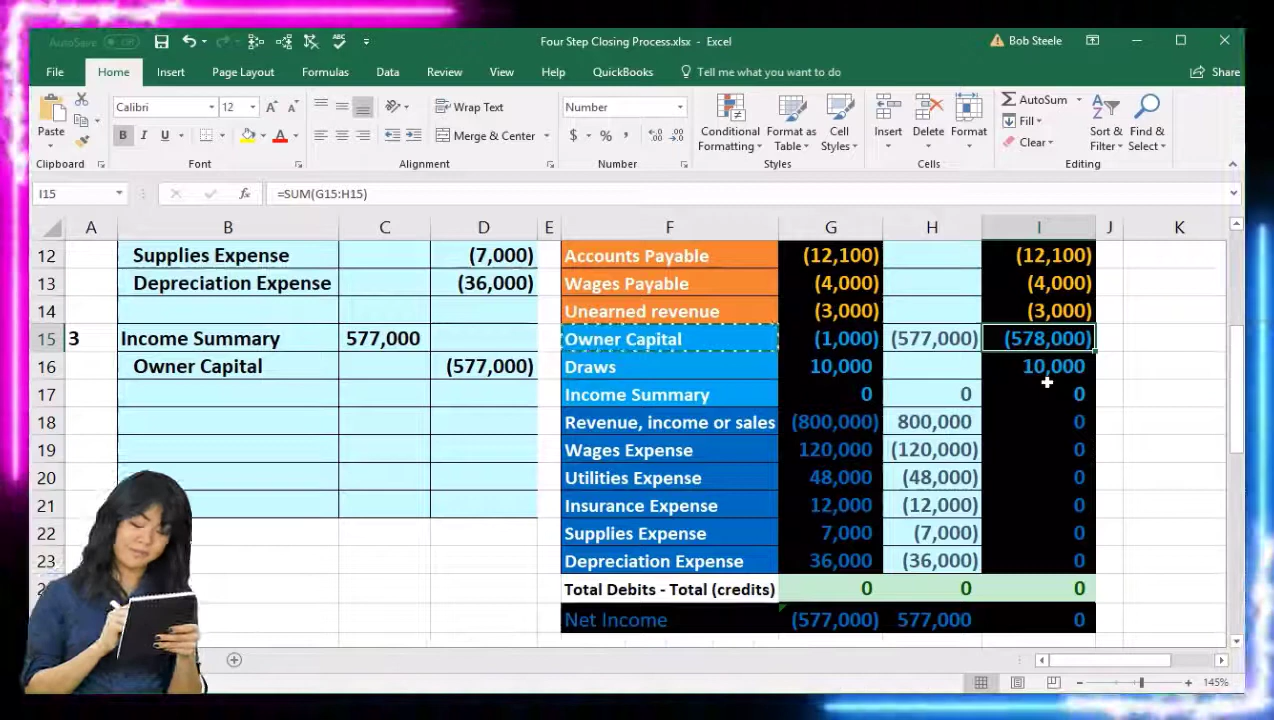 AutoSave Off Four Step Closing Process.xlsx - Excel Bob Steele
File Home Insert Page Layout Formulas Data Review View Help QuickBooks Tell me what you want to do Share
Paste Calibri 12 A A Wrap Text Number Conditional Formatting Format as Table Cell Styles Insert Delete Format AutoSum Sort & Filter Find & Select
B I U A Merge & Center $ % , Fill
Clear
Clipboard Font Alignment Number Styles Cells Editing
I15 fx =SUM(G15:H15)
A B C D E F G H I J K
12 Supplies Expense (7,000) Accounts Payable (12,100) (12,100)
13 Depreciation Expense (36,000) Wages Payable (4,000) (4,000)
14 Unearned revenue (3,000) (3,000)
15 3 Income Summary 577,000 Owner Capital (1,000) (577,000) (578,000)
16 Owner Capital (577,000) Draws 10,000 10,000
17 Income Summary 0 0 0
18 Revenue, income or sales (800,000) 800,000 0
19 Wages Expense 120,000 (120,000) 0
20 Utilities Expense 48,000 (48,000) 0
21 Insurance Expense 12,000 (12,000) 0
22 Supplies Expense 7,000 (7,000) 0
23 Depreciation Expense 36,000 (36,000) 0
Total Debits - Total (credits) 0 0 0
Net Income (577,000) 577,000 0
145%